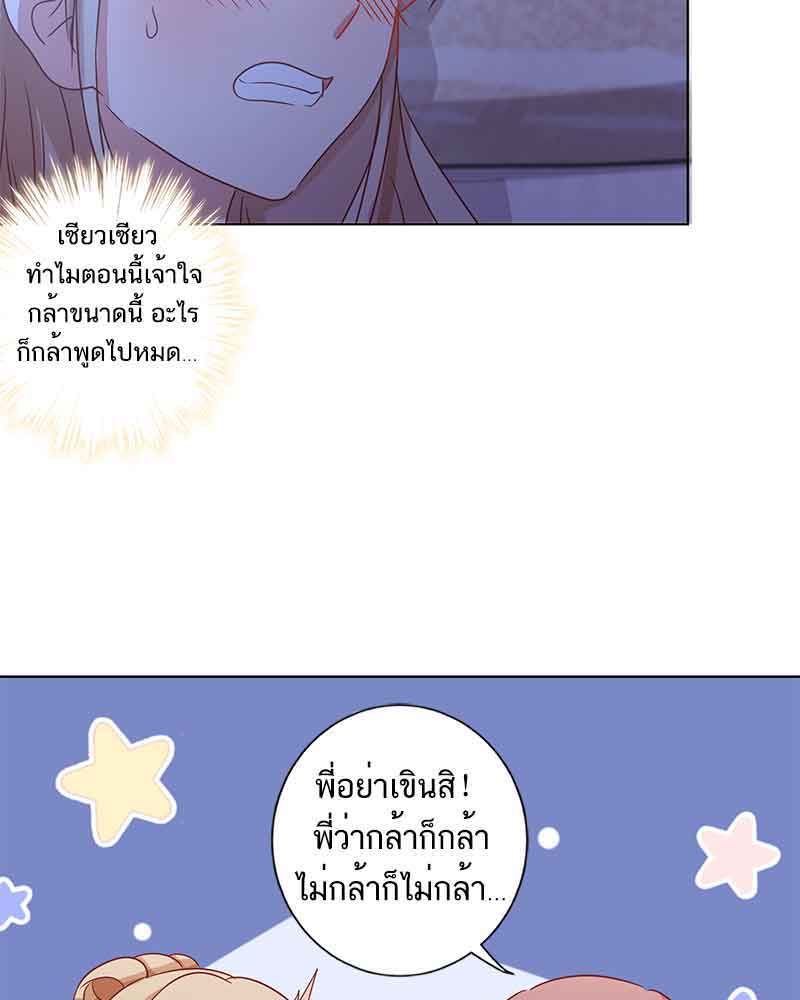 เซียวเซียว
ทำไมตอนนี้เจ้าใจ
กล้าขนาดนี้ อะไร
ก็กล้าพูดไปหมด...
พี่อย่าเขินสิ!
พี่ว่ากล้าก็กล้า
ไม่กล้าก็ไม่กล้า...